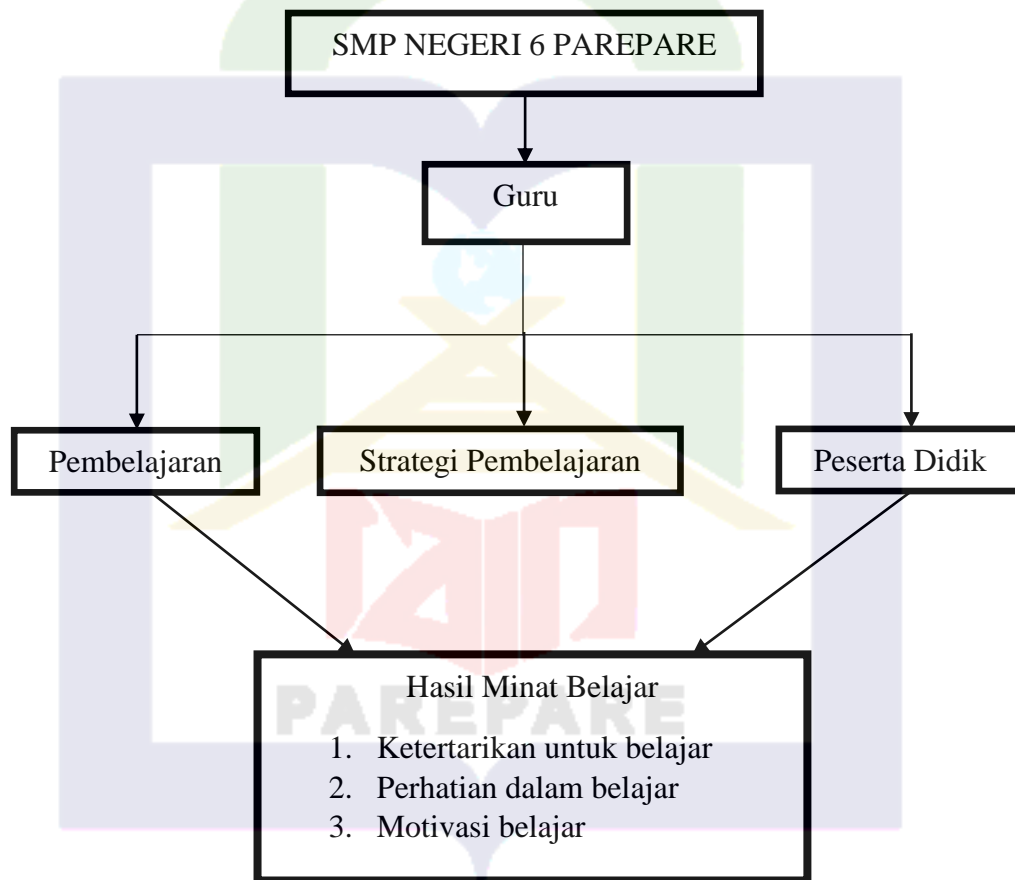 SMP NEGERI 6 PAREPARE
Guru
Pembelajaran
Strategi Pembelajaran
Peserta Didik
Hasil Minat Belajar
1. Ketertarikan untuk belajar
2. Perhatian dalam belajar
3. Motivasi belajar
PAREPARE